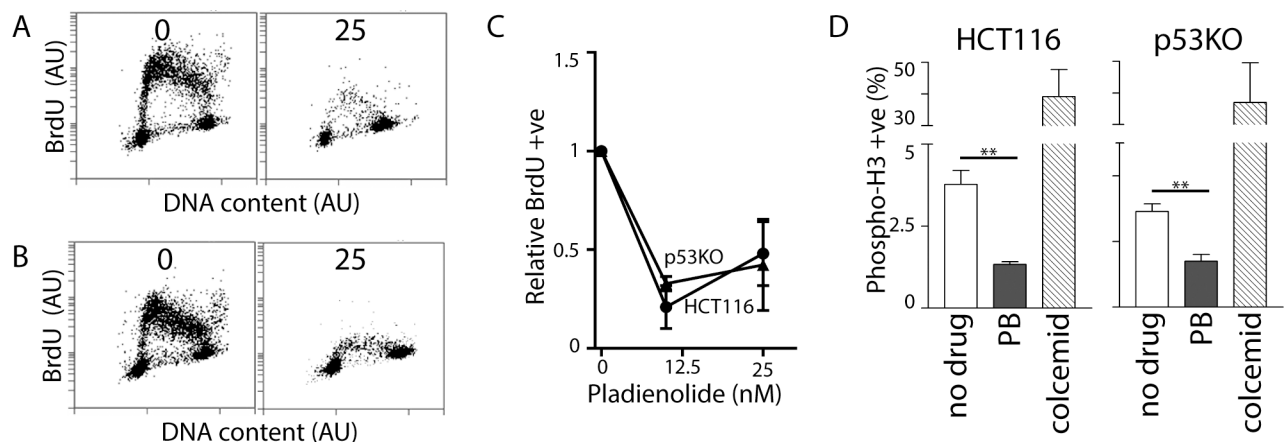 A
0
25
BrdU (AU)
DNA content (AU)
B
0
25
BrdU (AU)
DNA content (AU)
C
1.5
1
0.5
0
Relative BrdU +ve
p53KO
HCT116
0
12.5
25
Pladienolide (nM)
D
HCT116
p53KO
50
30
5
2.5
0
Phospho-H3 +ve (%)
**
**
no drug
PB
colcemid
no drug
PB
colcemid